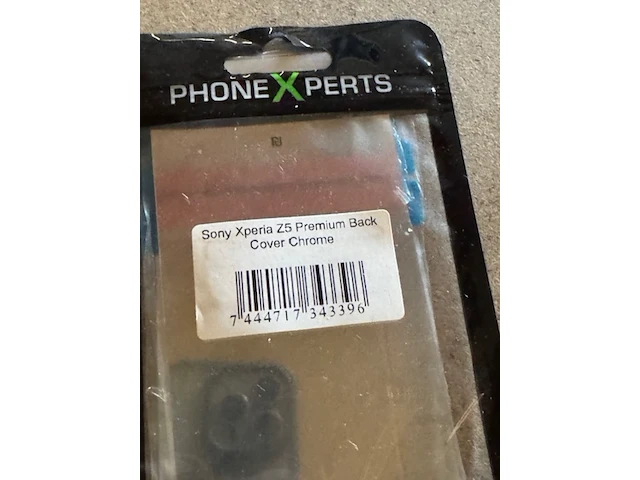 PHONEXPERTS
Sony Xperia Z5 Premium Back
Cover Chrome
7 444717 343396